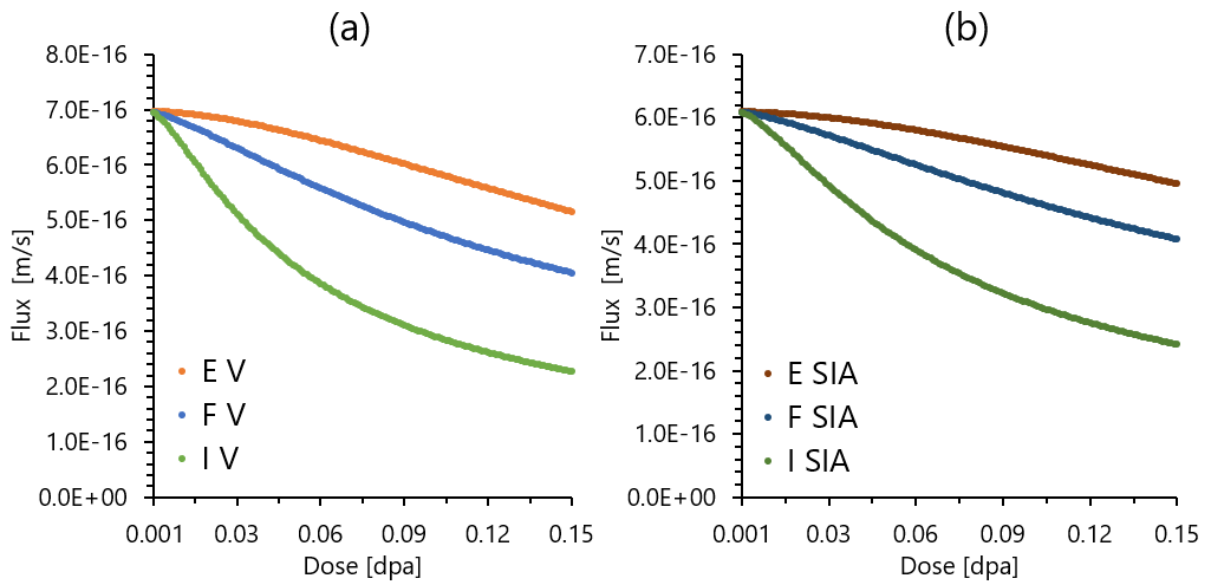 (a)
8.0E-16
7.0E-16
6.0E-16
5.0E-16
4.0E-16
3.0E-16
2.0E-16
1.0E-16
0.0E+00
Flux [m/s]
E V
F V
I V
0.001 0.03 0.06 0.09 0.12 0.15
Dose [dpa]
(b)
7.0E-16
6.0E-16
5.0E-16
4.0E-16
3.0E-16
2.0E-16
1.0E-16
0.0E+00
Flux [m/s]
E SIA
F SIA
I SIA
0.001 0.03 0.06 0.09 0.12 0.15
Dose [dpa]